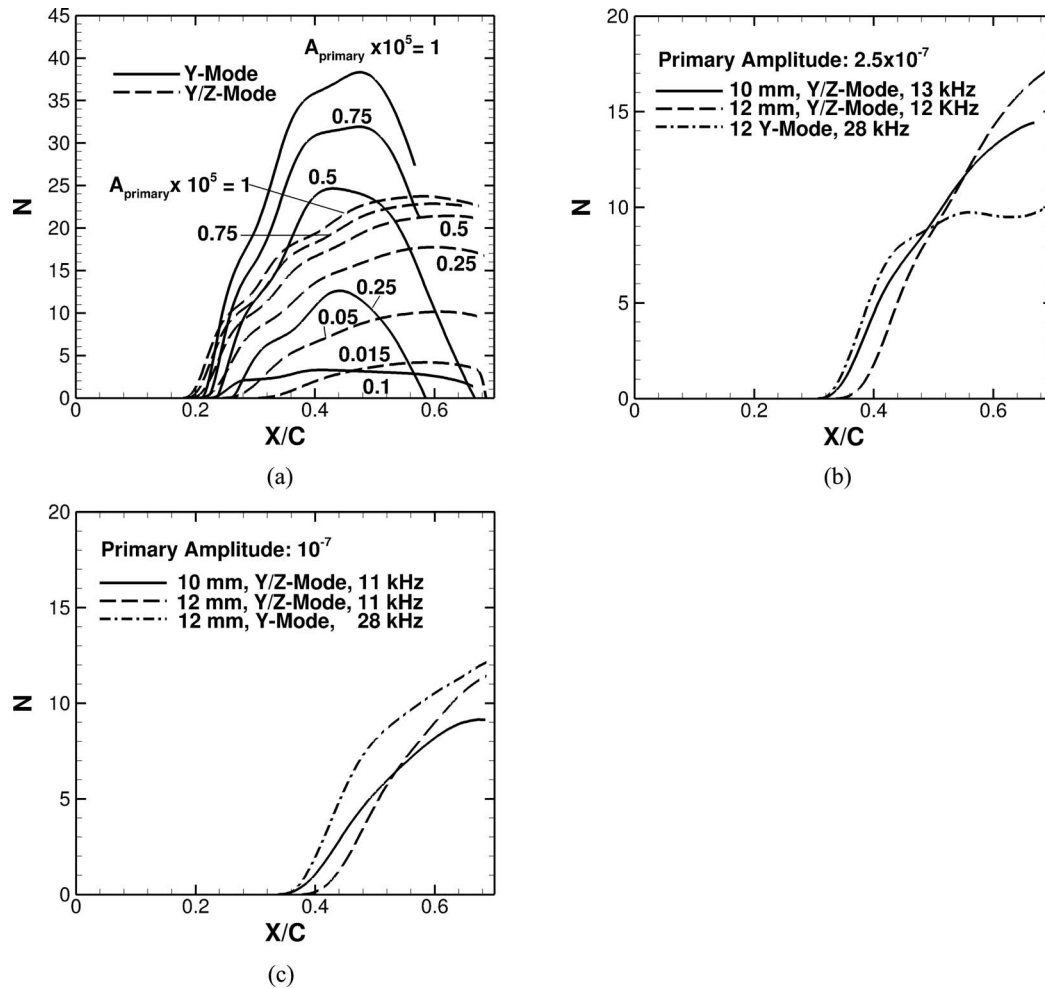 45
40
35
30
25
20
15
10
5
0
N
A primary x10^5 = 1
Y-Mode
Y/Z-Mode
0.75
0.5
A primary x 10^5 = 1
0.75
0.5
0.25
0.25
0.05
0.015
0.1
0 0.2 0.4 0.6
X/C
(a)
20
15
10
5
0
N
Primary Amplitude: 2.5x10^-7
10 mm, Y/Z-Mode, 13 kHz
12 mm, Y/Z-Mode, 12 KHz
12 Y-Mode, 28 kHz
0 0.2 0.4 0.6
X/C
(b)
20
15
10
5
0
N
Primary Amplitude: 10^-7
10 mm, Y/Z-Mode, 11 kHz
12 mm, Y/Z-Mode, 11 kHz
12 mm, Y-Mode, 28 kHz
0 0.2 0.4 0.6
X/C
(c)